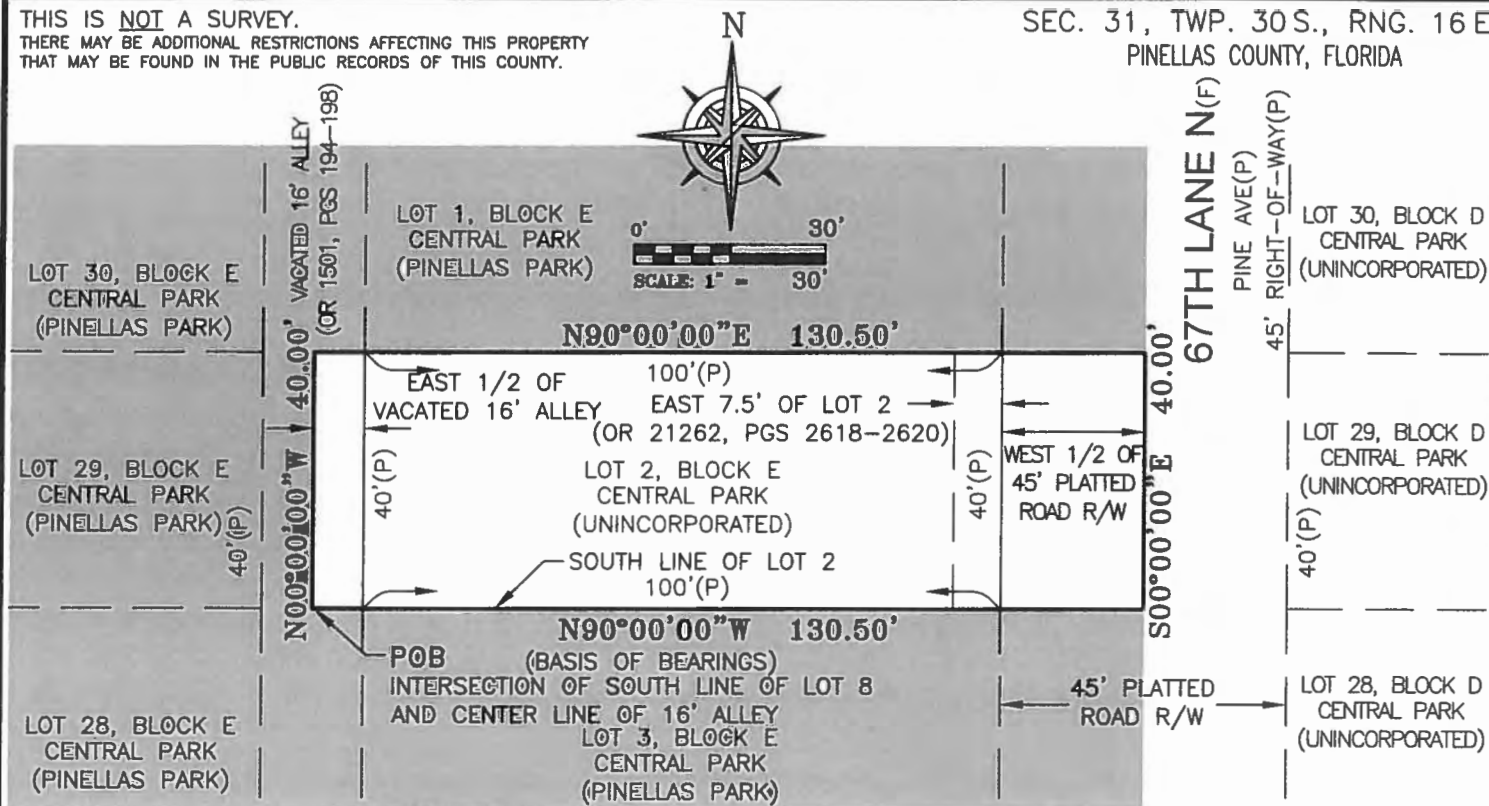 THIS IS NOT A SURVEY.
THERE MAY BE ADDITIONAL RESTRICTIONS AFFECTING THIS PROPERTY
THAT MAY BE FOUND IN THE PUBLIC RECORDS OF THIS COUNTY.
N
SEC. 31, TWP. 30 S., RNG. 16 E
PINELLAS COUNTY, FLORIDA
VACATED 16' ALLEY
(OR 1501, PGS 194-198)
LOT 30, BLOCK E
CENTRAL PARK
(PINELLAS PARK)
LOT 1, BLOCK E
CENTRAL PARK
(PINELLAS PARK)
0' 30'
SCALE: 1" = 30'
67TH LANE N(F)
PINE AVE(P)
45' RIGHT-OF-WAY(P)
LOT 30, BLOCK D
CENTRAL PARK
(UNINCORPORATED)
N90°00'00"E 130.50'
100'(P)
EAST 1/2 OF
VACATED 16' ALLEY
EAST 7.5' OF LOT 2
(OR 21262, PGS 2618-2620)
LOT 29, BLOCK E
CENTRAL PARK
(PINELLAS PARK)
40'(P)
N00°00'00"W 40.00'
40'(P)
LOT 2, BLOCK E
CENTRAL PARK
(UNINCORPORATED)
40'(P)
WEST 1/2 OF
45' PLATTED
ROAD R/W
S00°00'00"E 40.00'
LOT 29, BLOCK D
CENTRAL PARK
(UNINCORPORATED)
40'(P)
SOUTH LINE OF LOT 2
100'(P)
N90°00'00"W 130.50'
(BASIS OF BEARINGS)
POB
INTERSECTION OF SOUTH LINE OF LOT 8
AND CENTER LINE OF 16' ALLEY
LOT 28, BLOCK E
CENTRAL PARK
(PINELLAS PARK)
LOT 3, BLOCK E
CENTRAL PARK
(PINELLAS PARK)
45' PLATTED
ROAD R/W
LOT 28, BLOCK D
CENTRAL PARK
(UNINCORPORATED)